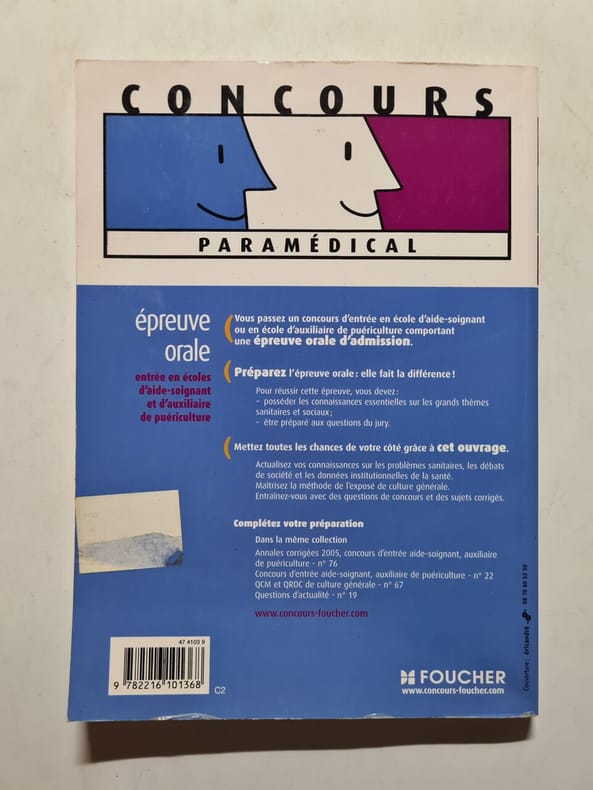 CONCOURS
PARAMÉDICAL
épreuve
orale
entrée en écoles
d'aide-soignant
et d'auxiliaire
de puériculture
Vous passez un concours d'entrée en école d'aide-soignant
ou en école d'auxiliaire de puériculture comportant
une épreuve orale d'admission.
Préparez l'épreuve orale : elle fait la différence !
Pour réussir cette épreuve, vous devez :
– posséder les connaissances essentielles sur les grands thèmes
sanitaires et sociaux ;
– être préparé aux questions du jury.
Mettez toutes les chances de votre côté grâce à cet ouvrage.
Actualisez vos connaissances sur les problèmes sanitaires, les débats
de société et les données institutionnelles de la santé.
Maîtrisez la méthode de l'exposé de culture générale.
Entraînez-vous avec des questions de concours et des sujets corrigés.
Complétez votre préparation
Dans la même collection
Annales corrigées 2005, concours d'entrée aide-soignant, auxiliaire
de puériculture - n° 76
Concours d'entrée aide-soignant, auxiliaire de puériculture - n° 22
QCM et QROC de culture générale - n° 67
Questions d'actualité - n° 19
www.concours-foucher.com
47 4103 9
9 782216 101368
C2
FOUCHER
www.concours-foucher.com
Couverture : éricandré